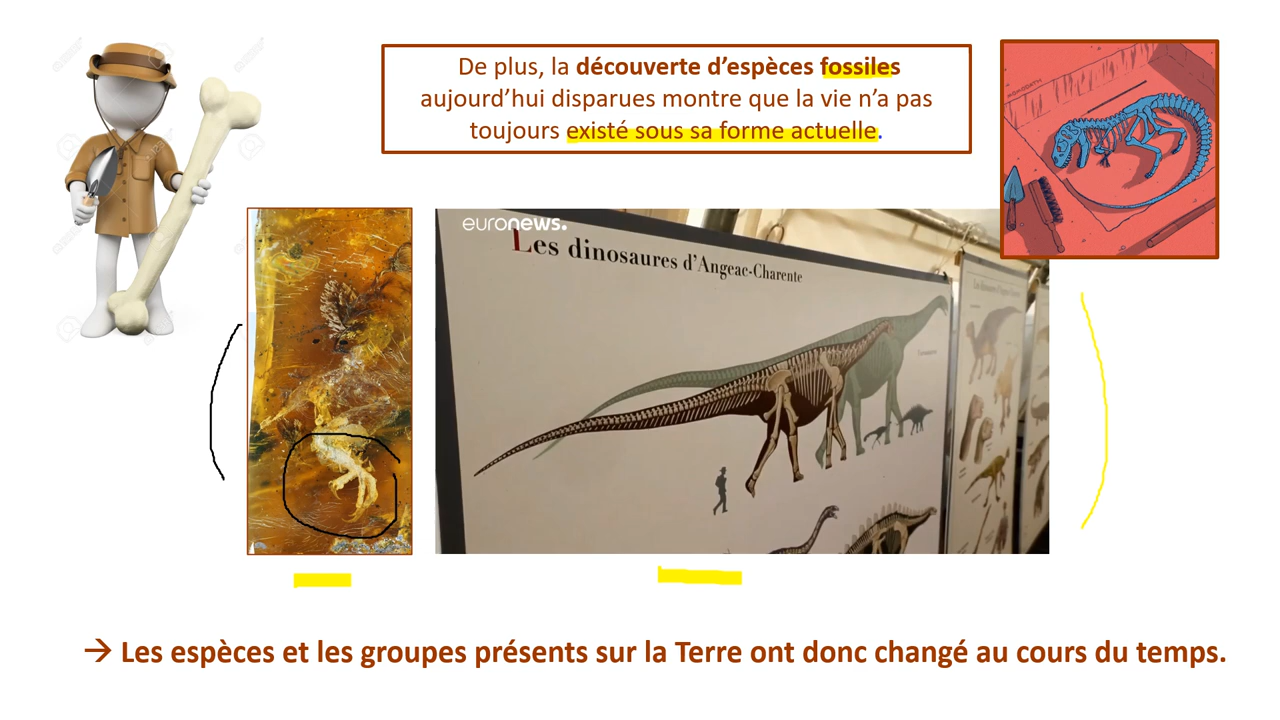 De plus, la découverte d'espèces fossiles
aujourd'hui disparues montre que la vie n'a pas
toujours existé sous sa forme actuelle.
euronews.
Les dinosaures d'Angeac-Charente
→ Les espèces et les groupes présents sur la Terre ont donc changé au cours du temps.